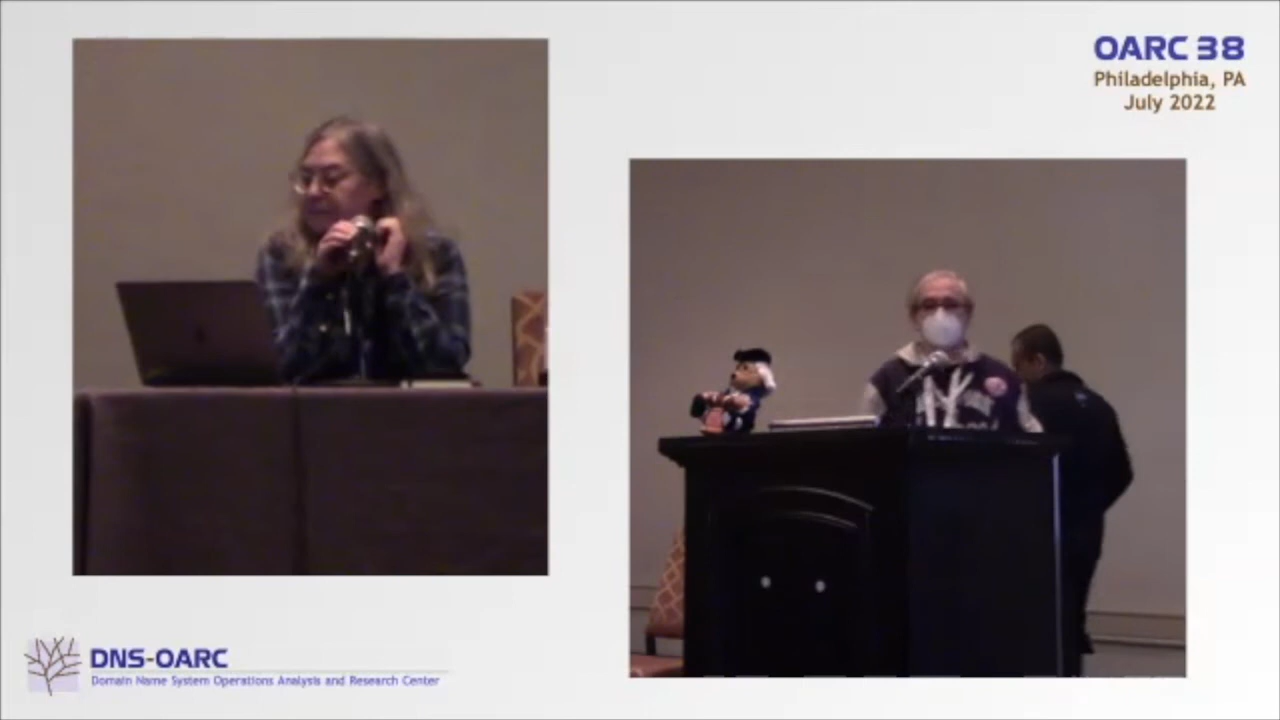 OARC 38
Philadelphia, PA
July 2022
DNS-OARC
Domain Name System Operations Analysis and Research Center